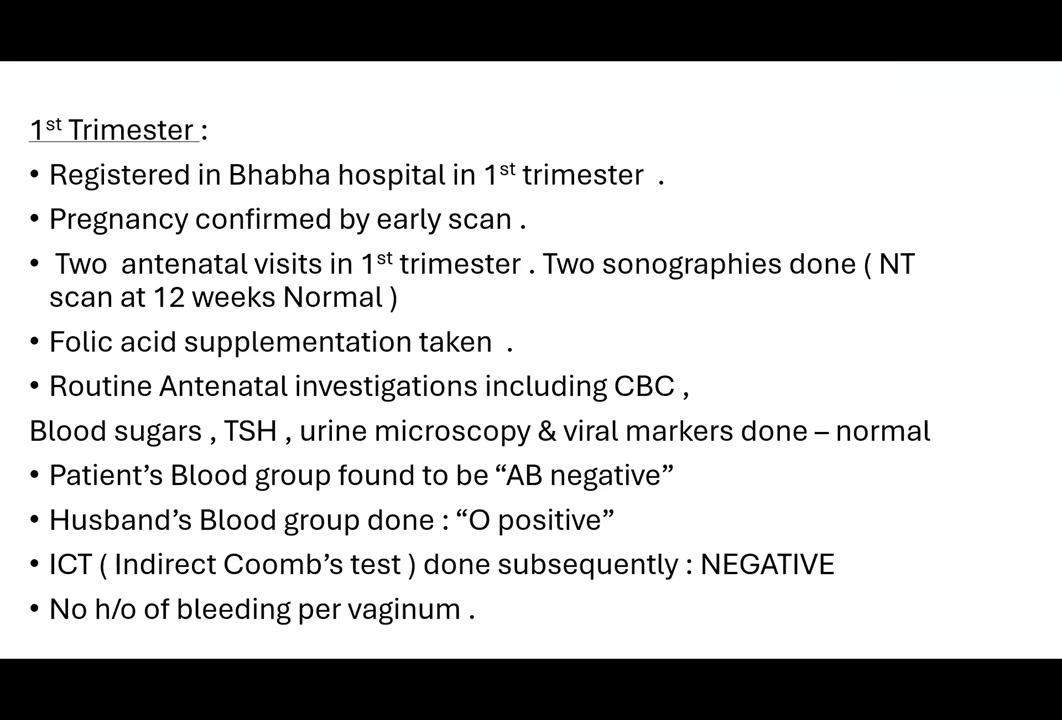 1st Trimester :
• Registered in Bhabha hospital in 1st trimester .
• Pregnancy confirmed by early scan .
• Two antenatal visits in 1st trimester . Two sonographies done ( NT
scan at 12 weeks Normal )
• Folic acid supplementation taken .
• Routine Antenatal investigations including CBC ,
Blood sugars , TSH , urine microscopy & viral markers done – normal
• Patient’s Blood group found to be “AB negative”
• Husband’s Blood group done : “O positive”
• ICT ( Indirect Coomb’s test ) done subsequently : NEGATIVE
• No h/o of bleeding per vaginum .